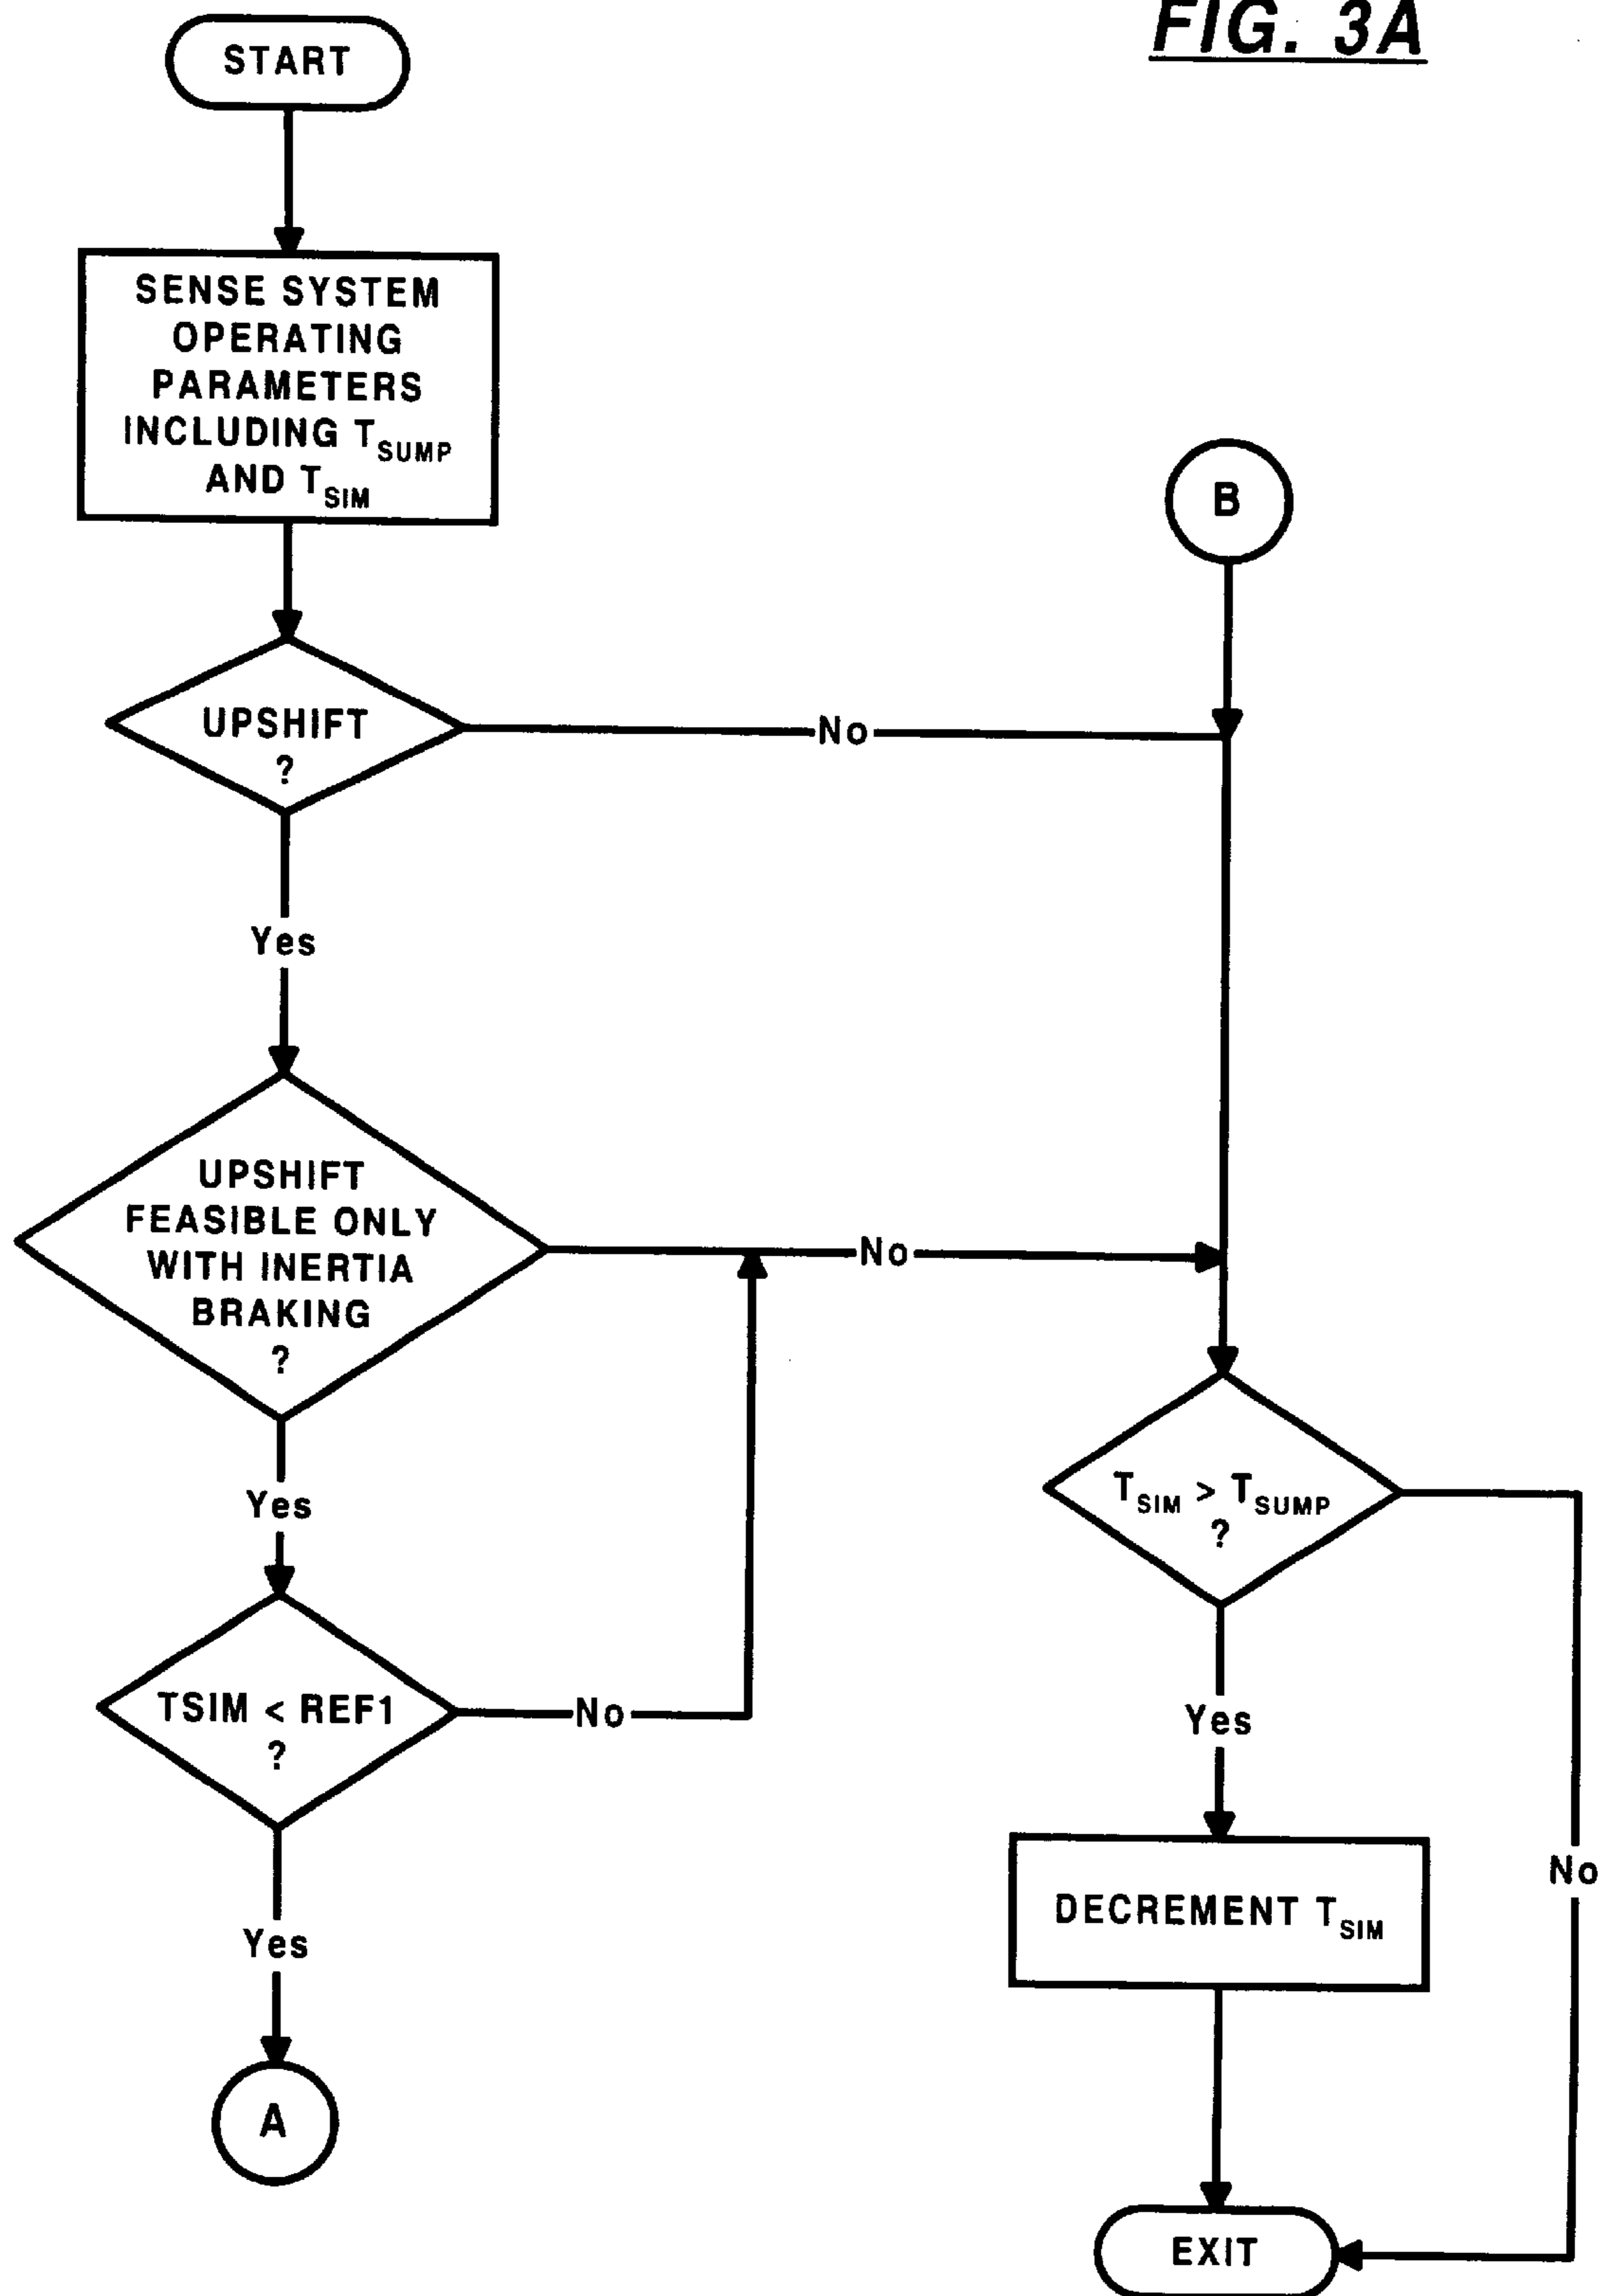 FIG. 3A
START
SENSE SYSTEM
OPERATING
PARAMETERS
INCLUDING TSUMP
AND TSIM
B
UPSHIFT
?
No
Yes
UPSHIFT
FEASIBLE ONLY
WITH INERTIA
BRAKING
?
No
Yes
TSIM > TSUMP
?
TSIM < REF1
?
No
Yes
No
DECREMENT TSIM
Yes
A
EXIT